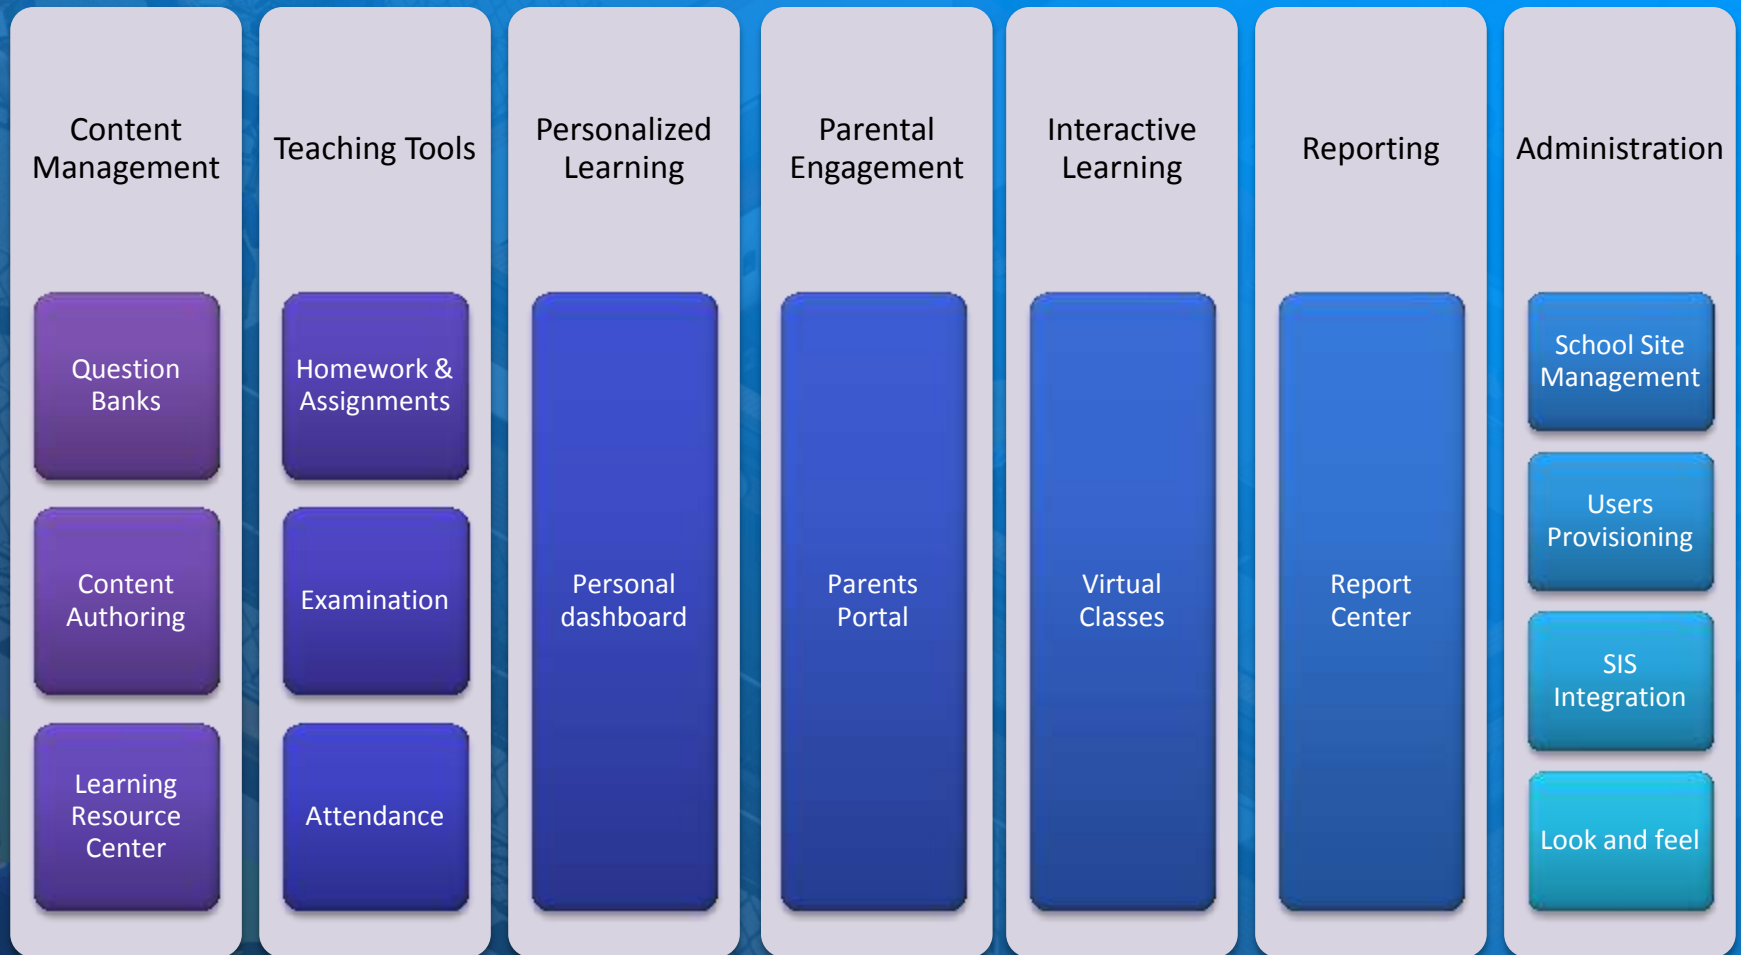 Content
Management
Question
Banks
Content
Authoring
Learning
Resource
Center
Teaching Tools
Homework &
Assignments
Examination
Attendance
Personalized
Learning
Personal
dashboard
Parental
Engagement
Parents
Portal
Interactive
Learning
Virtual
Classes
Reporting
Report
Center
Administration
School Site
Management
Users
Provisioning
SIS
Integration
Look and feel